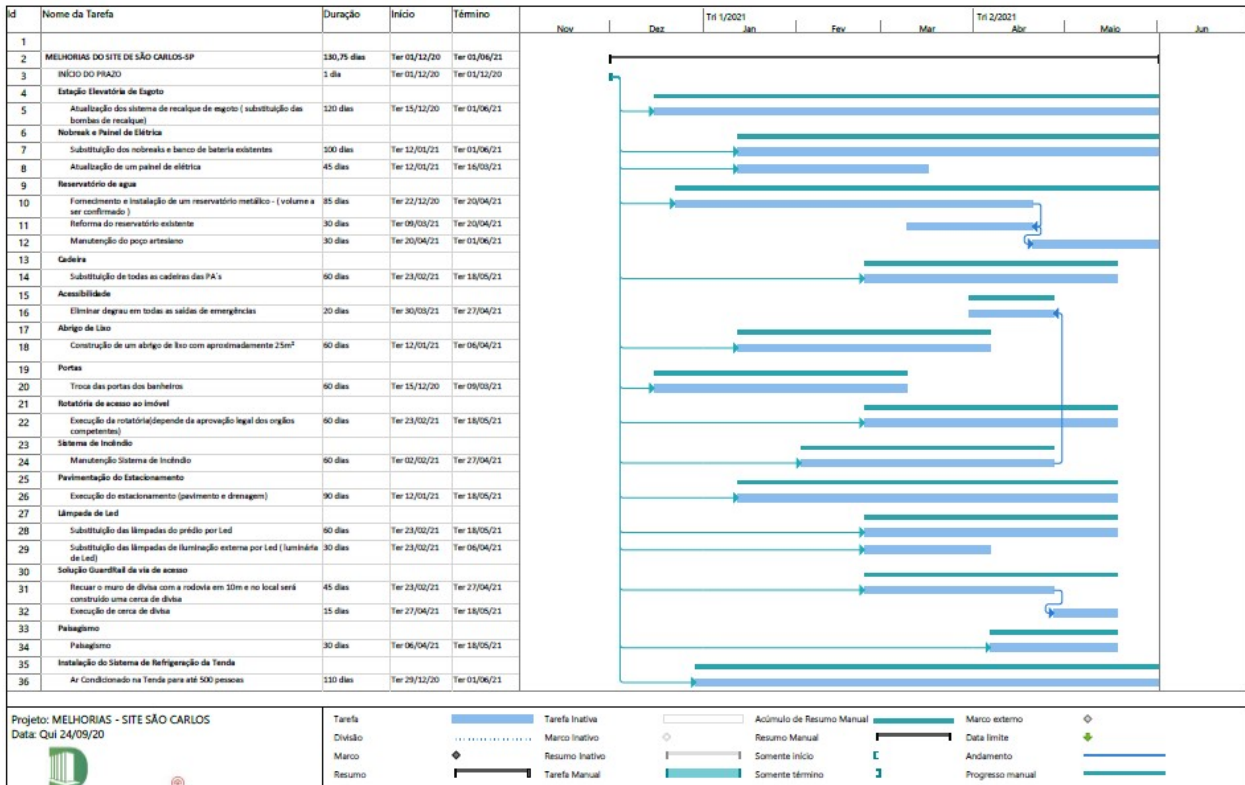 Id Nome da Tarefa Duração Início Término
Tri 1/2021 Tri 2/2021
Nov Dez Jan Fev Mar Abr Maio Jun
1
2 MELHORIAS DO SITE DE SÃO CARLOS-SP 130,75 dias Ter 01/12/20 Ter 01/06/21
3 INÍCIO DO PRAZO 1 dia Ter 01/12/20 Ter 01/12/20
4 Estação Elevatória de Esgoto
5 Atualização dos sistema de recalque de esgoto ( substituição das 120 dias Ter 15/12/20 Ter 01/06/21
bombas de recalque)
6 Nobreak e Painel de Elétrica
7 Substituição dos nobreaks e banco de bateria existentes 100 dias Ter 12/01/21 Ter 01/06/21
8 Atualização de um painel de elétrica 45 dias Ter 12/01/21 Ter 16/03/21
9 Reservatório de agua
10 Fornecimento e instalação de um reservatório metálico - ( volume a 85 dias Ter 22/12/20 Ter 20/04/21
ser confirmado )
11 Reforma do reservatório existente 30 dias Ter 09/03/21 Ter 20/04/21
12 Manutenção do poço artesiano 30 dias Ter 20/04/21 Ter 01/06/21
13 Cadeira
14 Substituição de todas as cadeiras das PA's 60 dias Ter 23/02/21 Ter 18/05/21
15 Acessibilidade
16 Eliminar degrau em todas as saídas de emergências 20 dias Ter 30/03/21 Ter 27/04/21
17 Abrigo de Lixo
18 Construção de um abrigo de lixo com aproximadamente 25m² 60 dias Ter 12/01/21 Ter 06/04/21
19 Portas
20 Troca das portas dos banheiros 60 dias Ter 15/12/20 Ter 09/03/21
21 Rotatória de acesso ao imóvel
22 Execução da rotatória(depende da aprovação legal dos orgãos 60 dias Ter 23/02/21 Ter 18/05/21
competentes)
23 Sistema de Incêndio
24 Manutenção Sistema de Incêndio 60 dias Ter 02/02/21 Ter 27/04/21
25 Pavimentação do Estacionamento
26 Execução do estacionamento (pavimento e drenagem) 90 dias Ter 12/01/21 Ter 18/05/21
27 Lâmpada de Led
28 Substituição das lâmpadas do prédio por Led 60 dias Ter 23/02/21 Ter 18/05/21
29 Substituição das lâmpadas de iluminação externa por Led ( luminária 30 dias Ter 23/02/21 Ter 06/04/21
de Led)
30 Solução GuardRail da via de acesso
31 Recuar o muro de divisa com a rodovia em 10m e no local será 45 dias Ter 23/02/21 Ter 27/04/21
construído uma cerca de divisa
32 Execução de cerca de divisa 15 dias Ter 27/04/21 Ter 18/05/21
33 Paisagismo
34 Paisagismo 30 dias Ter 06/04/21 Ter 18/05/21
35 Instalação do Sistema de Refrigeração da Tenda
36 Ar Condicionado na Tenda para até 500 pessoas 110 dias Ter 29/12/20 Ter 01/06/21
Projeto: MELHORIAS - SITE SÃO CARLOS
Data: Qui 24/09/20
Tarefa Tarefa Inativa Acúmulo de Resumo Manual Marco externo
Divisão Marco Inativo Resumo Manual Data limite
Marco Resumo Inativo Somente início Andamento
Resumo Tarefa Manual Somente término Progresso manual